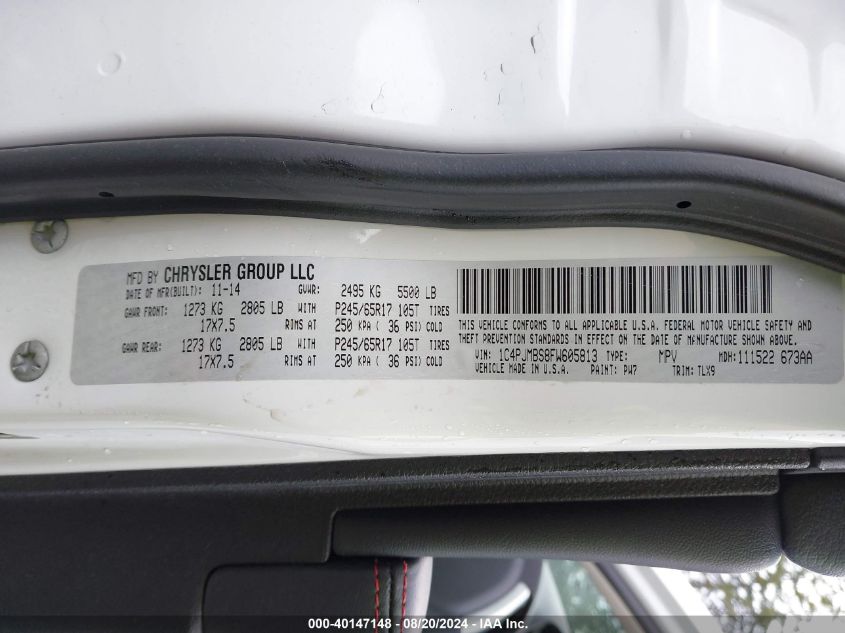 MFD BY CHRYSLER GROUP LLC
DATE OF MFR(BUILT): 11-14 GVWR: 2495 KG 5500 LB
GAWR FRONT: 1273 KG 2805 LB WITH P245/65R17 105T TIRES
17X7.5 RIMS AT 250 KPA ( 36 PSI) COLD
GAWR REAR: 1273 KG 2805 LB WITH P245/65R17 105T TIRES
17X7.5 RIMS AT 250 KPA ( 36 PSI) COLD
THIS VEHICLE CONFORMS TO ALL APPLICABLE U.S.A. FEDERAL MOTOR VEHICLE SAFETY AND
THEFT PREVENTION STANDARDS IN EFFECT ON THE DATE OF MANUFACTURE SHOWN ABOVE.
VIN: 1C4PJMBS8FW605813 TYPE: MPV MDH: 111522 673AA
VEHICLE MADE IN U.S.A. PAINT: PW7 TRIM: TLX9
000-40147148 - 08/20/2024 - IAA Inc.